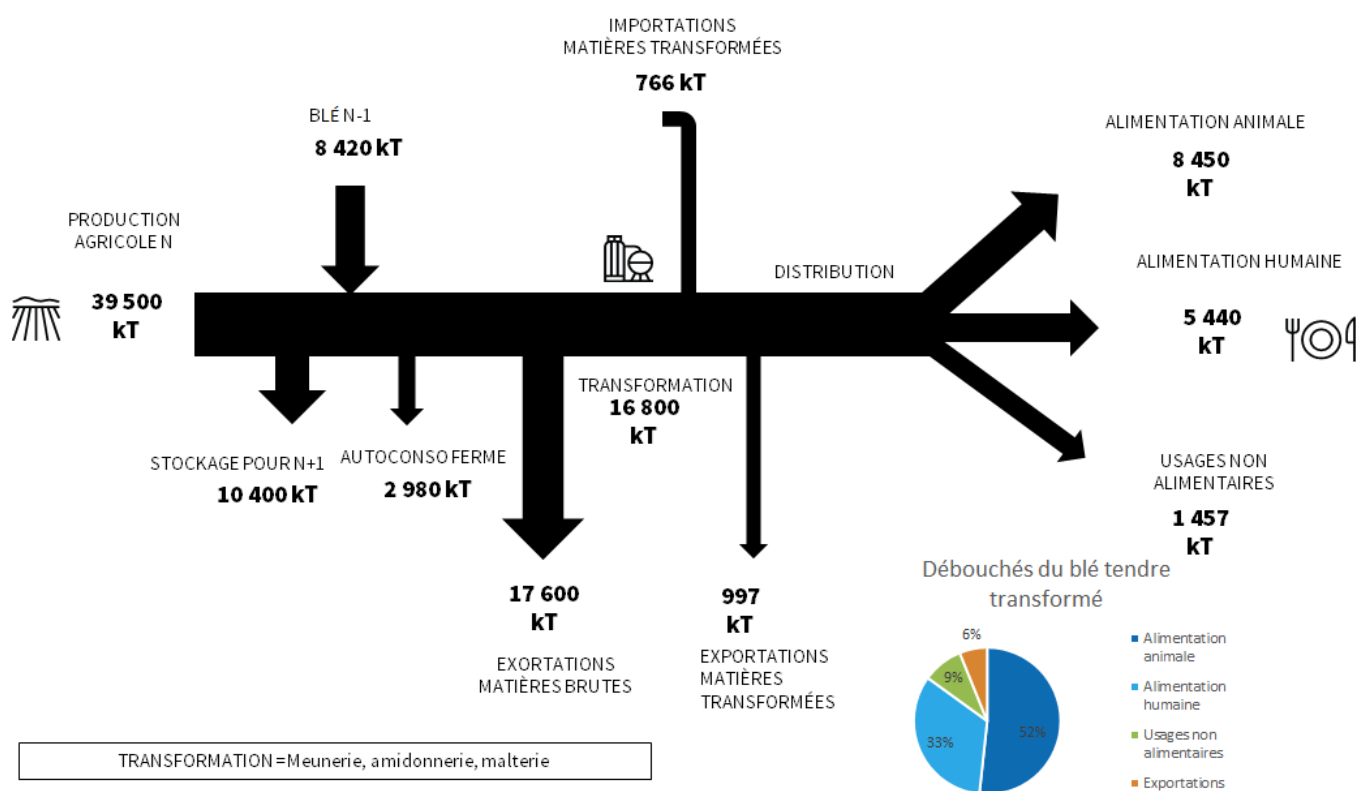 IMPORTATIONS
MATIÈRES TRANSFORMÉES
766 kT
BLÉ N-1
8 420 kT
ALIMENTATION ANIMALE
8 450
kT
PRODUCTION
AGRICOLE N
39 500
kT
DISTRIBUTION
ALIMENTATION HUMAINE
5 440
kT
TRANSFORMATION
16 800
kT
STOCKAGE POUR N+1
10 400 kT
AUTOCONSO FERME
2 980 kT
USAGES NON
ALIMENTAIRES
1 457
kT
17 600
kT
EXORTATIONS
MATIÈRES BRUTES
997
kT
EXPORTATIONS
MATIÈRES
TRANSFORMÉES
Débouchés du blé tendre
transformé
6%
9%
33%
52%
Alimentation
animale
Alimentation
humaine
Usages non
alimentaires
Exportations
TRANSFORMATION = Meunerie, amidonnerie, malterie